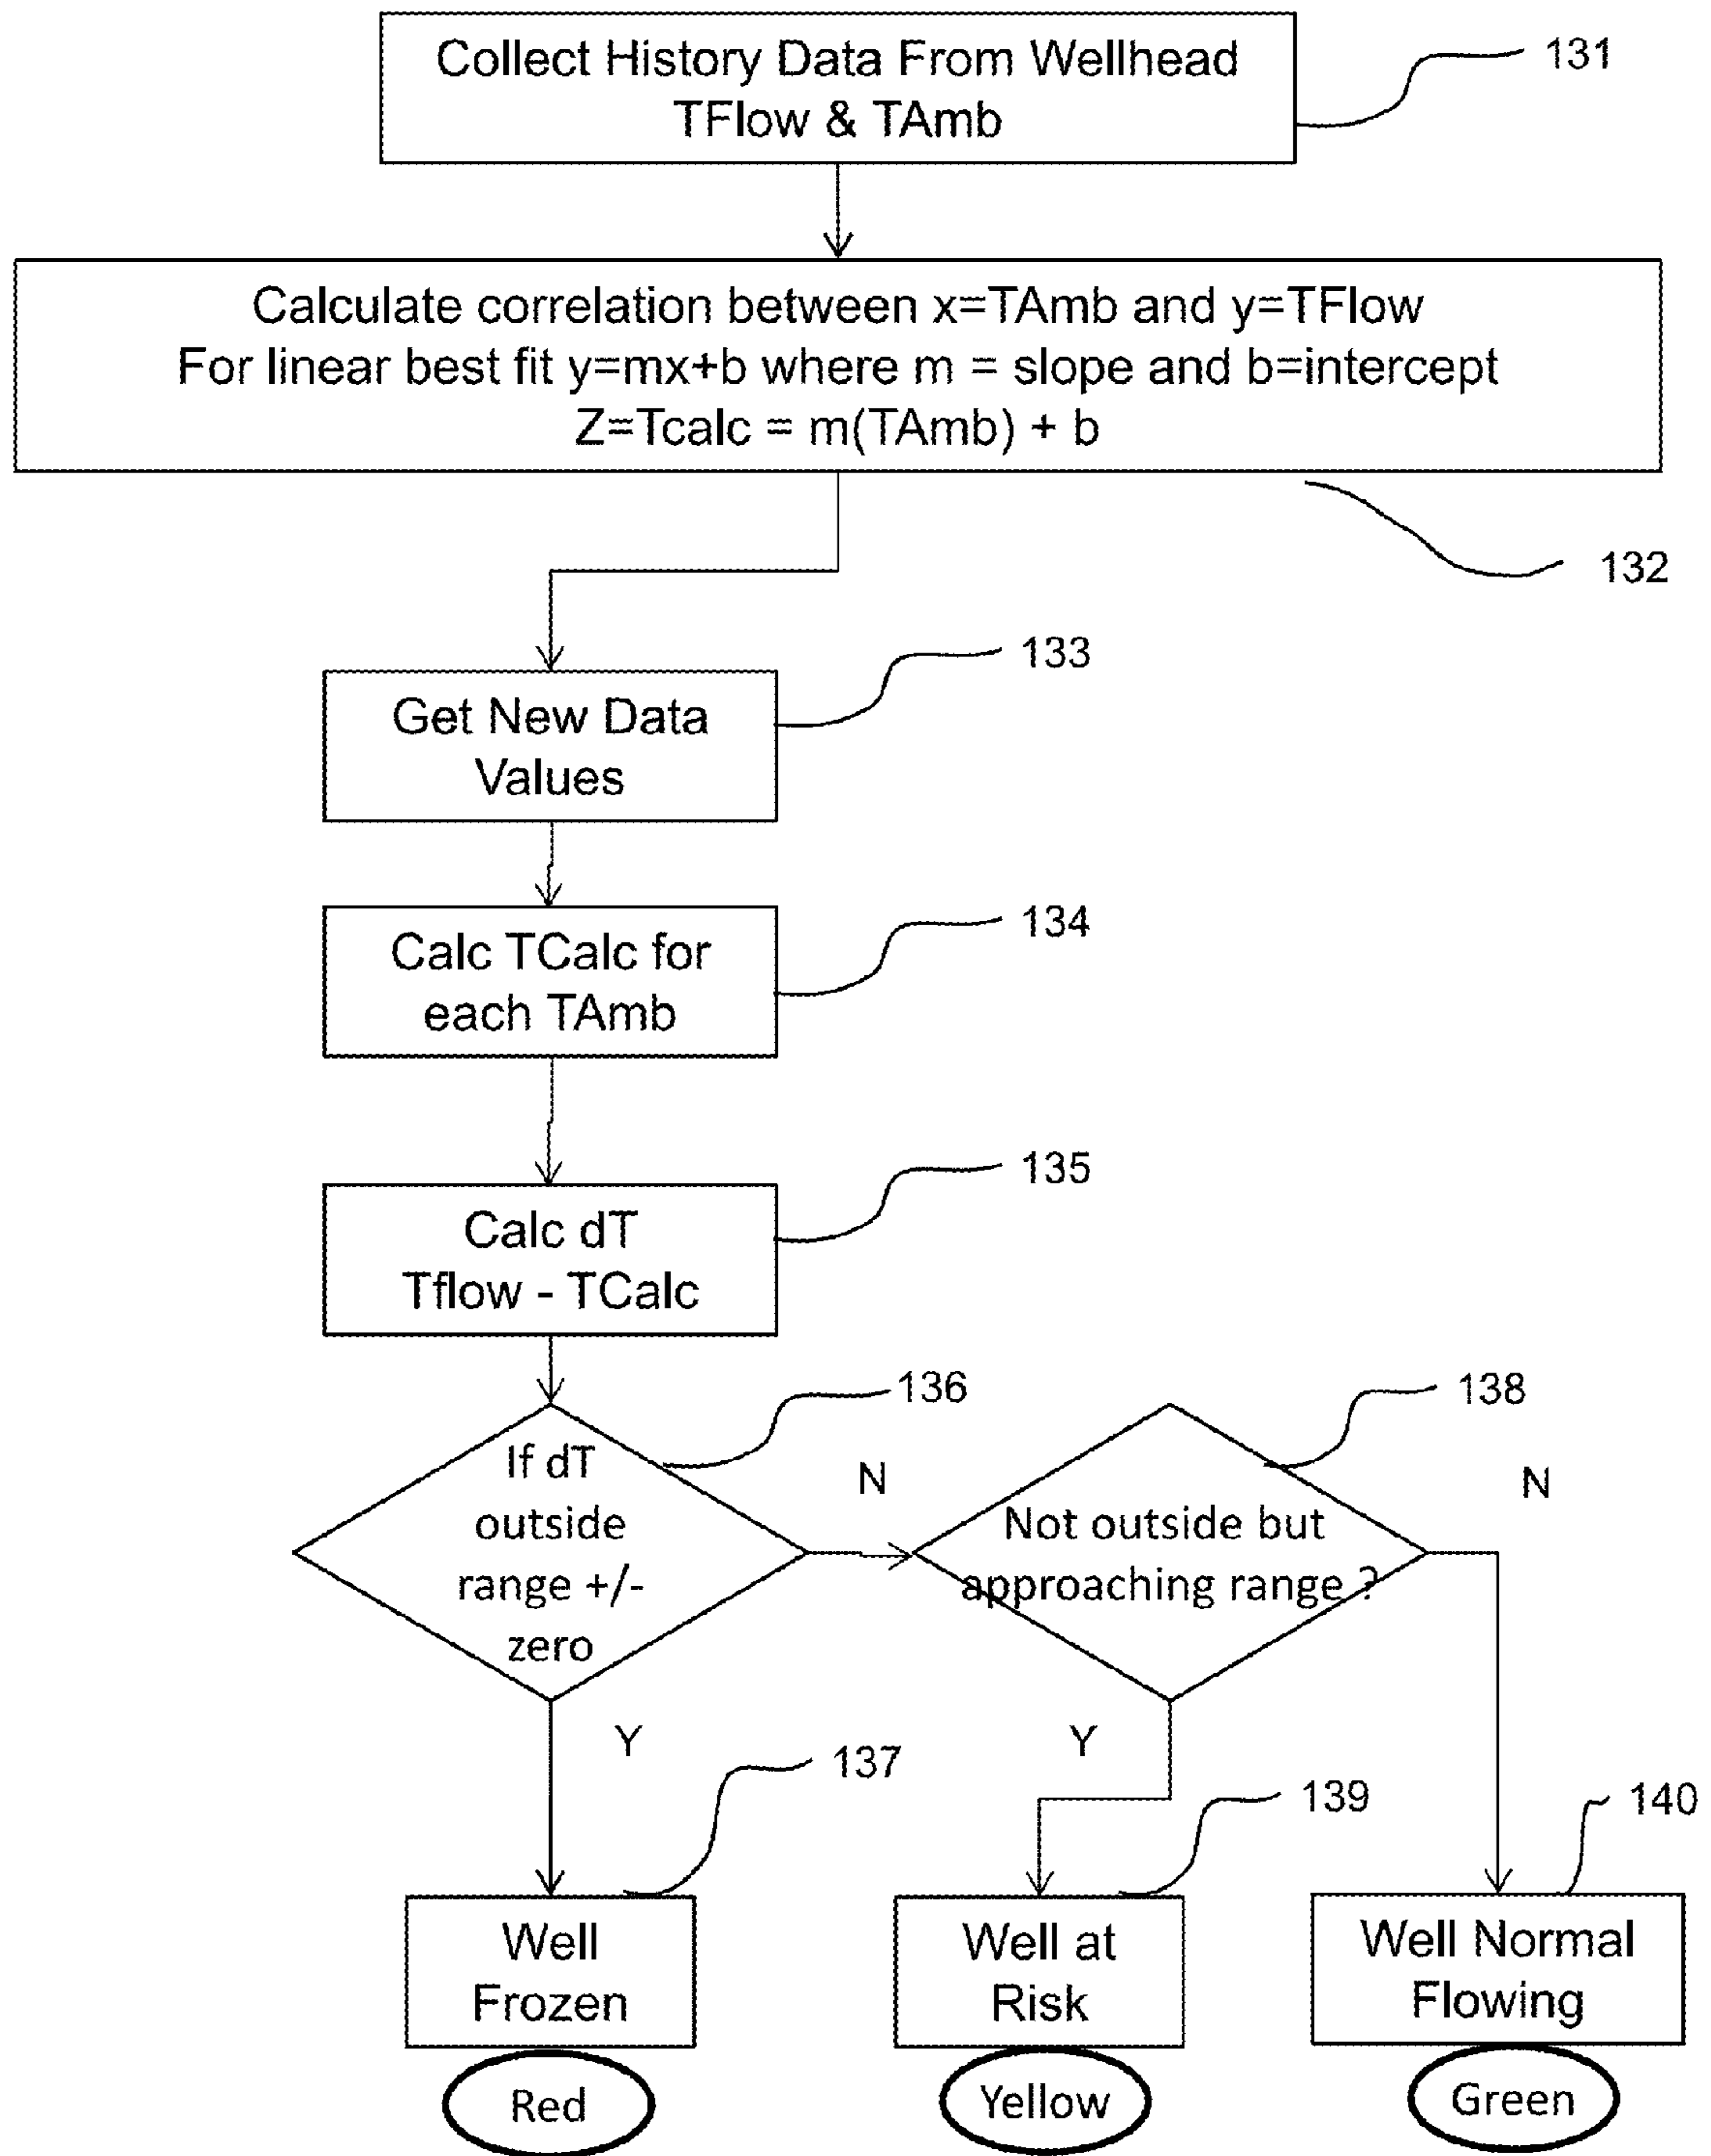 Collect History Data From Wellhead
TFlow & TAmb
131
Calculate correlation between x=TAmb and y=TFlow
For linear best fit y=mx+b where m = slope and b=intercept
Z=Tcalc = m(TAmb) + b
132
133
Get New Data
Values
134
Calc TCalc for
each TAmb
135
Calc dT
Tflow - TCalc
136
138
If dT
outside
range +/-
zero
N
Not outside but
approaching range ?
N
Y
137
Y
139
140
Well
Frozen
Well at
Risk
Well Normal
Flowing
Red
Yellow
Green